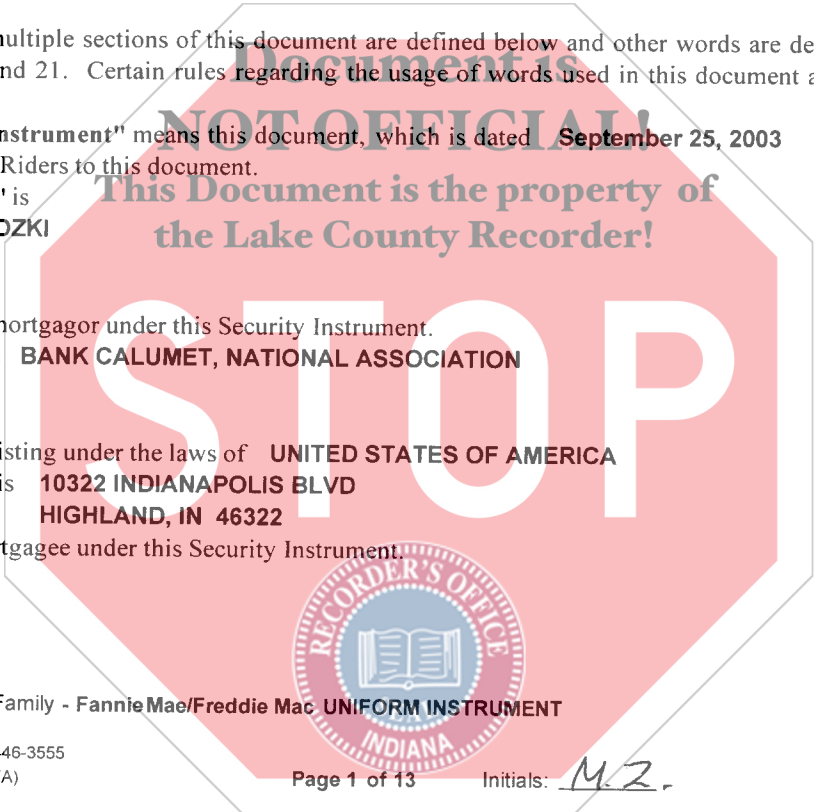 multiple sections of this document are defined below and other words are de
nd 21. Certain rules regarding the usage of words used in this document a
Document is
NOT OFFICIAL!
nstrument" means this document, which is dated September 25, 2003
Riders to this document.
This Document is the property of
" is
OZKI
the Lake County Recorder!
STOP
mortgagor under this Security Instrument.
BANK CALUMET, NATIONAL ASSOCIATION
isting under the laws of UNITED STATES OF AMERICA
is 10322 INDIANAPOLIS BLVD
HIGHLAND, IN 46322
tgagee under this Security Instrument.
RECORDER'S OFFICE
SEAL
INDIANA
Family - Fannie Mae/Freddie Mac UNIFORM INSTRUMENT
46-3555
A)
Page 1 of 13 Initials: M.Z.